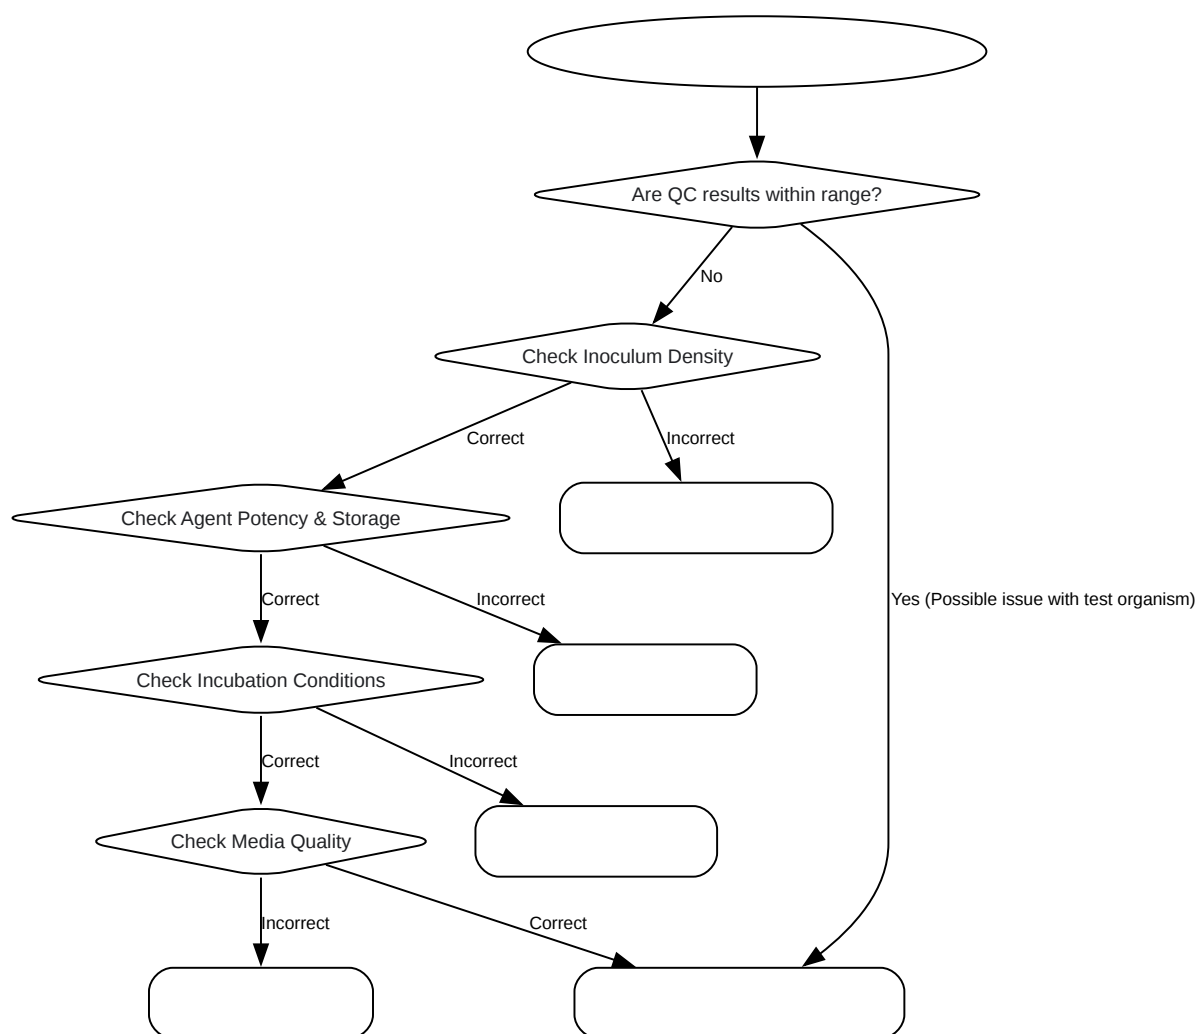 Are QC results within range?
No
Check Inoculum Density
Correct
Incorrect
Check Agent Potency & Storage
Correct
Incorrect
Yes (Possible issue with test organism)
Check Incubation Conditions
Correct
Incorrect
Check Media Quality
Incorrect
Correct